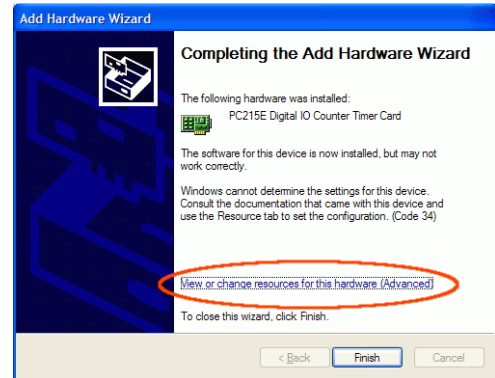 Add Hardware Wizard
Completing the Add Hardware Wizard
The following hardware was installed:
PC215E Digital IO Counter Timer Card
The software for this device is now installed, but may not
work correctly.
Windows cannot determine the settings for this device.
Consult the documentation that came with this device and
use the Resource tab to set the configuration. (Code 34)
View or change resources for this hardware (Advanced)
To close this wizard, click Finish.
< Back
Finish
Cancel